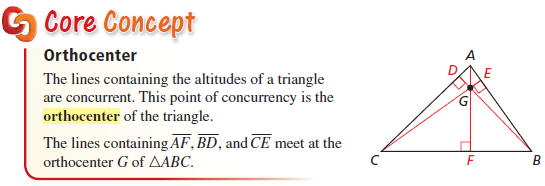 Core Concept
Orthocenter
The lines containing the altitudes of a triangle
are concurrent. This point of concurrency is the
orthocenter of the triangle.
The lines containing AF, BD, and CE meet at the
orthocenter G of △ABC.
A
D E
G
C F B